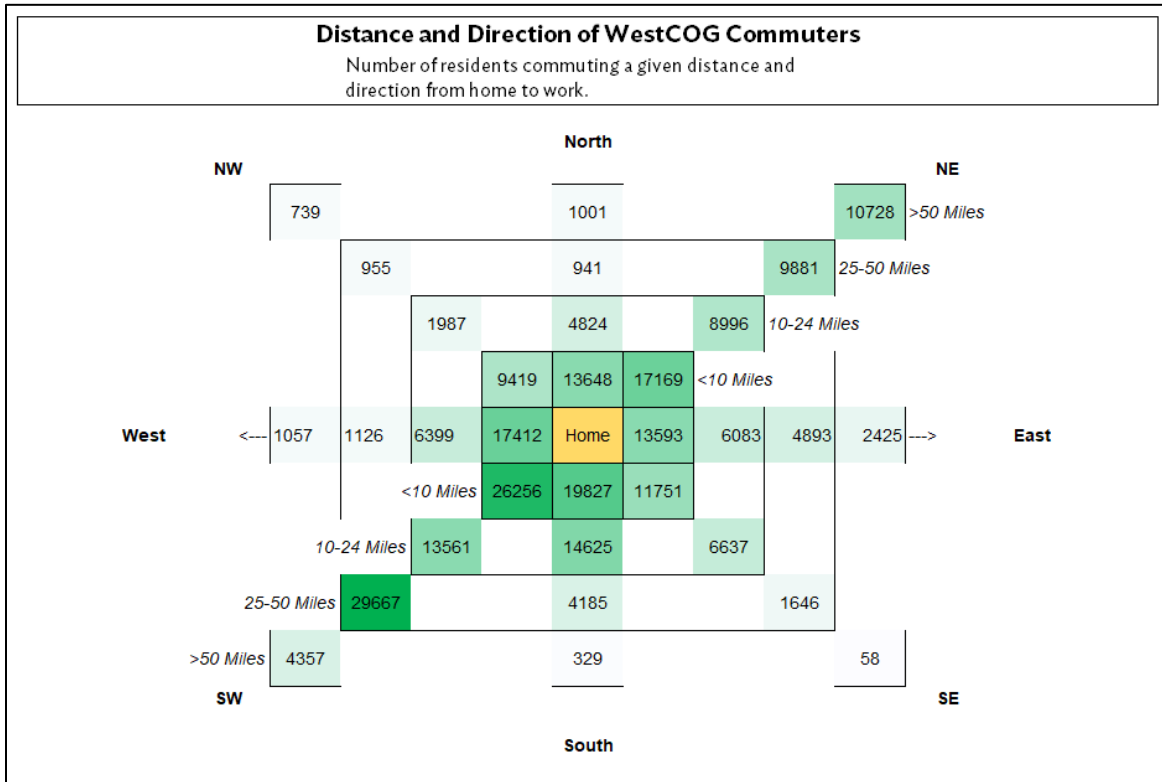 Distance and Direction of WestCOG Commuters
Number of residents commuting a given distance and
direction from home to work.
North
NW NE
739 1001 10728 >50 Miles
955 941 9881 25-50 Miles
1987 4824 8996 10-24 Miles
9419 13648 17169 <10 Miles
West <--- 1057 1126 6399 17412 Home 13593 6083 4893 2425 ---> East
<10 Miles 26256 19827 11751
10-24 Miles 13561 14625 6637
25-50 Miles 29667 4185 1646
>50 Miles 4357 329 58
SW SE
South